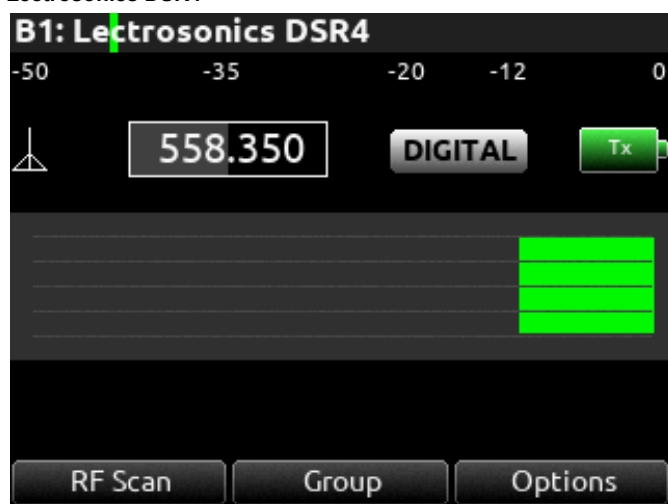 B1: Lectrosonics DSR4
-50 -35 -20 -12 0
558.350 DIGITAL Tx
RF Scan Group Options